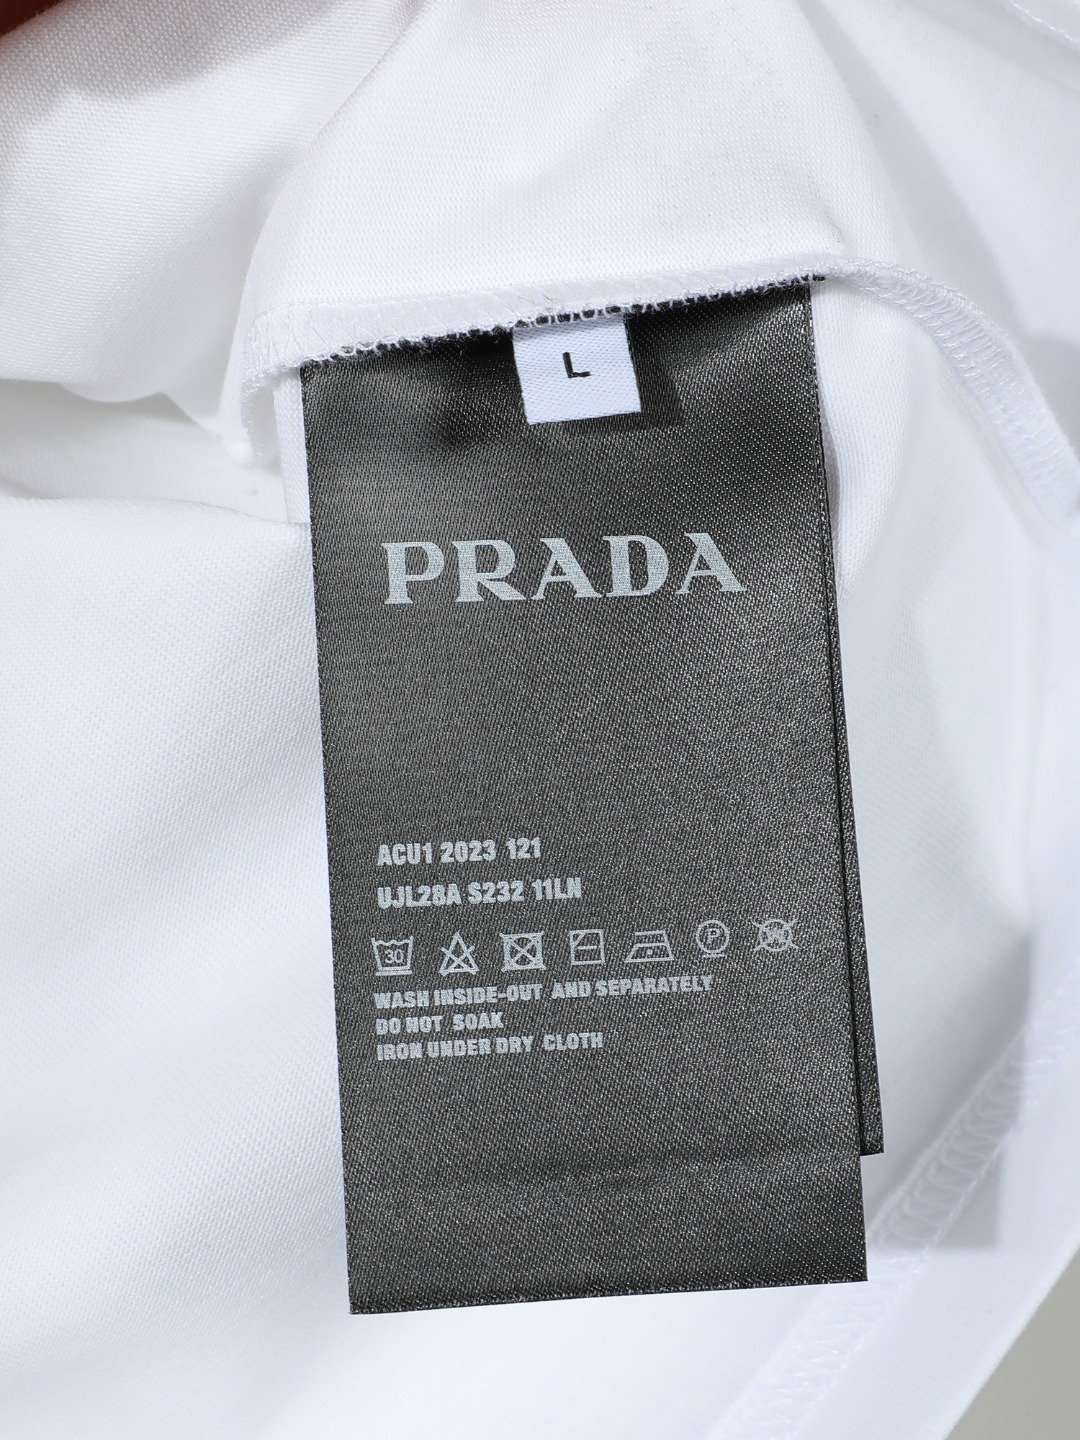 L
PRADA
ACU1 2023 121
UJL28A S232 11LN
30 P W
WASH INSIDE-OUT AND SEPARATELY
DO NOT SOAK
IRON UNDER DRY CLOTH